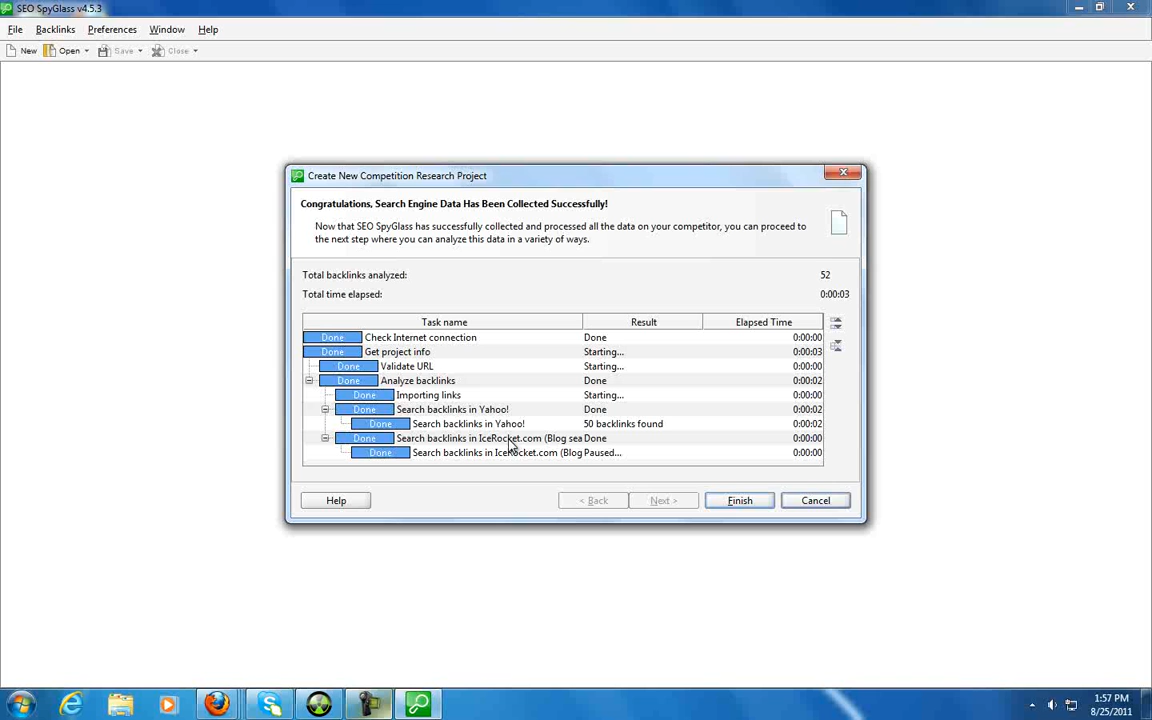 SEO SpyGlass v4.5.3
File Backlinks Preferences Window Help
New Open Save Close
Create New Competition Research Project
Congratulations, Search Engine Data Has Been Collected Successfully!
Now that SEO SpyGlass has successfully collected and processed all the data on your competitor, you can proceed to
the next step where you can analyze this data in a variety of ways.
Total backlinks analyzed: 52
Total time elapsed: 0:00:03
Task name Result Elapsed Time
Done Check Internet connection Done 0:00:00
Done Get project info Starting... 0:00:03
Done Validate URL Starting... 0:00:00
Done Analyze backlinks Done 0:00:02
Done Importing links Starting... 0:00:00
Done Search backlinks in Yahoo! Done 0:00:02
Done Search backlinks in Yahoo! 50 backlinks found 0:00:02
Done Search backlinks in IceRocket.com (Blog sea Done 0:00:00
Done Search backlinks in IceRocket.com (Blog Paused... 0:00:00
Help < Back Next > Finish Cancel
1:57 PM
8/25/2011